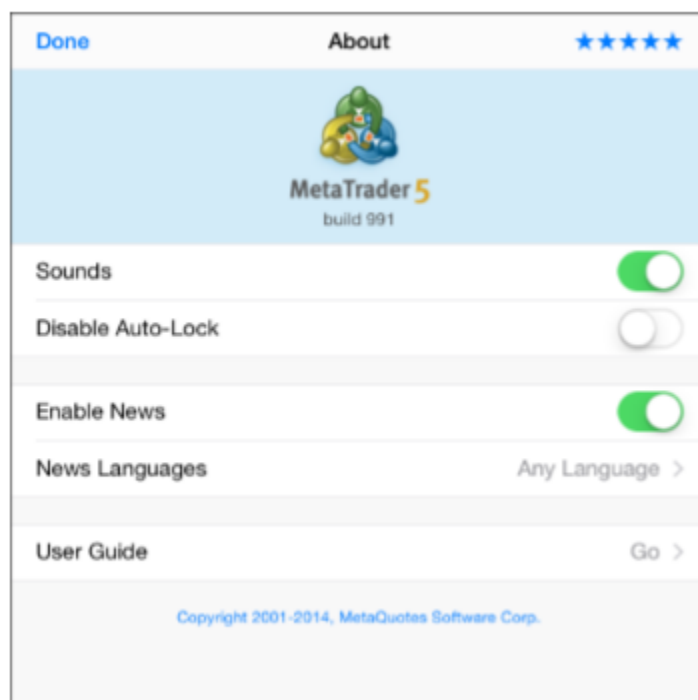 Done About ★★★★★
MetaTrader 5
build 991
Sounds
Disable Auto-Lock
Enable News
News Languages Any Language >
User Guide Go >
Copyright 2001-2014, MetaQuotes Software Corp.